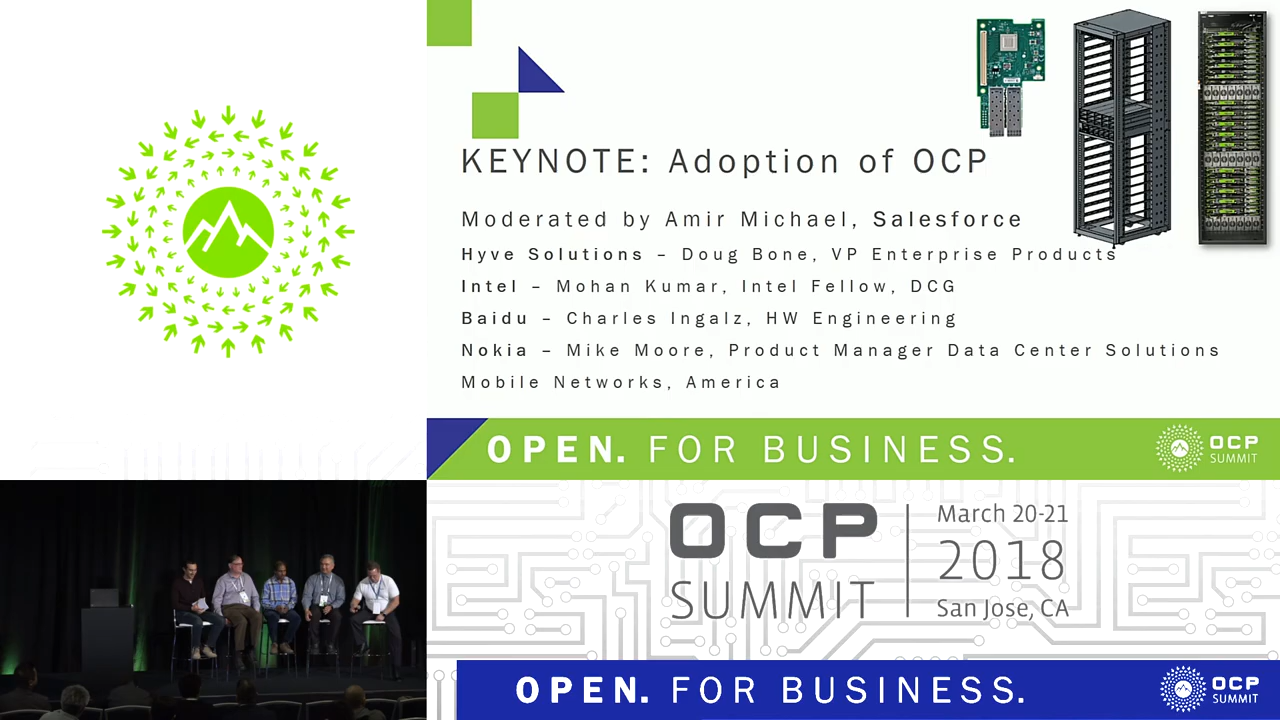 KEYNOTE: Adoption of OCP
Moderated by Amir Michael, Salesforce
Hyve Solutions – Doug Bone, VP Enterprise Products
Intel – Mohan Kumar, Intel Fellow, DCG
Baidu – Charles Ingalz, HW Engineering
Nokia – Mike Moore, Product Manager Data Center Solutions
Mobile Networks, America
OPEN. FOR BUSINESS.
OCP
SUMMIT
OCP
SUMMIT
March 20-21
2018
San Jose, CA
OPEN. FOR BUSINESS.
OCP
SUMMIT